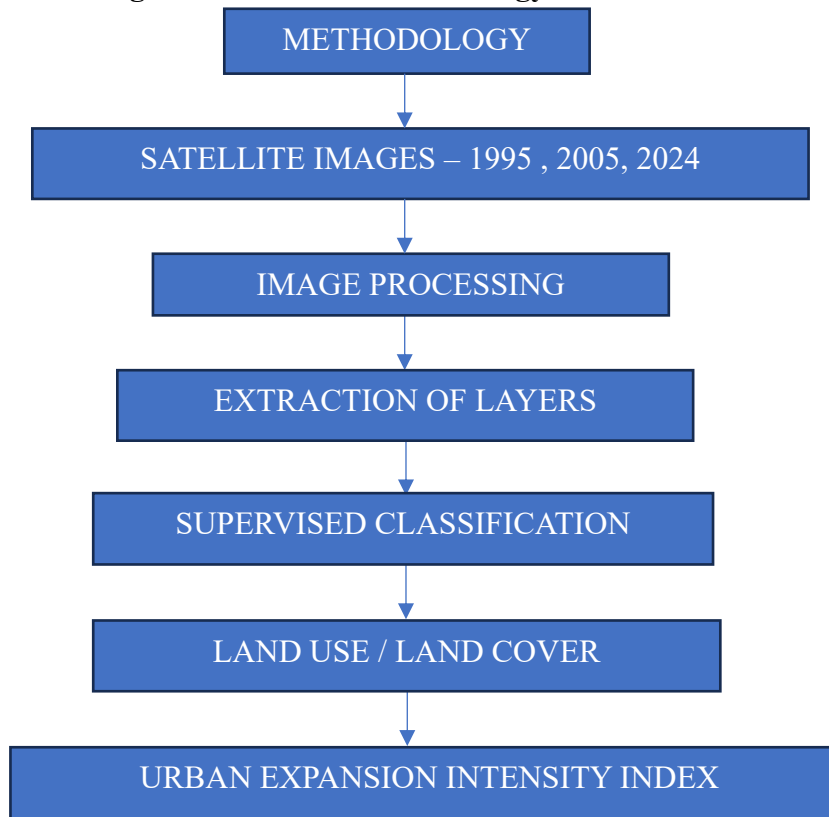 METHODOLOGY
SATELLITE IMAGES – 1995 , 2005, 2024
IMAGE PROCESSING
EXTRACTION OF LAYERS
SUPERVISED CLASSIFICATION
LAND USE / LAND COVER
URBAN EXPANSION INTENSITY INDEX